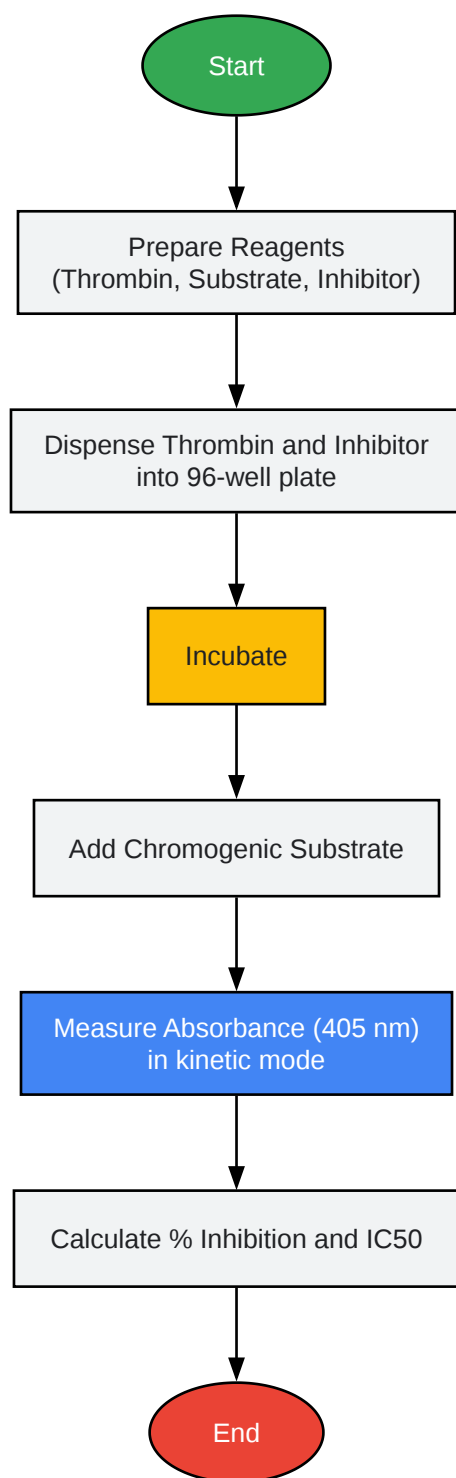 Start
Prepare Reagents
(Thrombin, Substrate, Inhibitor)
Dispense Thrombin and Inhibitor
into 96-well plate
Incubate
Add Chromogenic Substrate
Measure Absorbance (405 nm)
in kinetic mode
Calculate % Inhibition and IC50
End